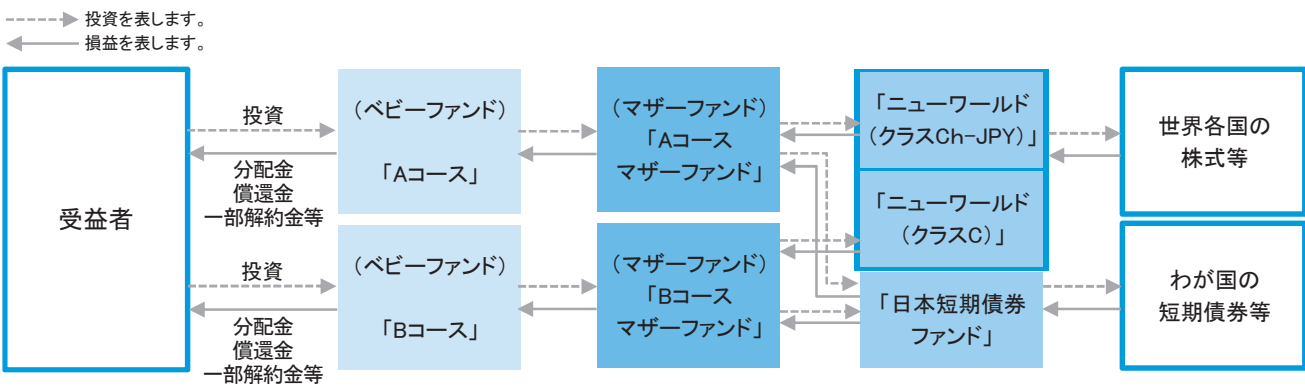 投資を表します。
損益を表します。
受益者
投資
分配金
償還金
一部解約金等
投資
分配金
償還金
一部解約金等
（ベビーファンド）
「Aコース」
（ベビーファンド）
「Bコース」
（マザーファンド）
「Aコース
マザーファンド」
（マザーファンド）
「Bコース
マザーファンド」
「ニューワールド
（クラスCh-JPY）」
「ニューワールド
（クラスC）」
「日本短期債券
ファンド」
世界各国の
株式等
わが国の
短期債券等